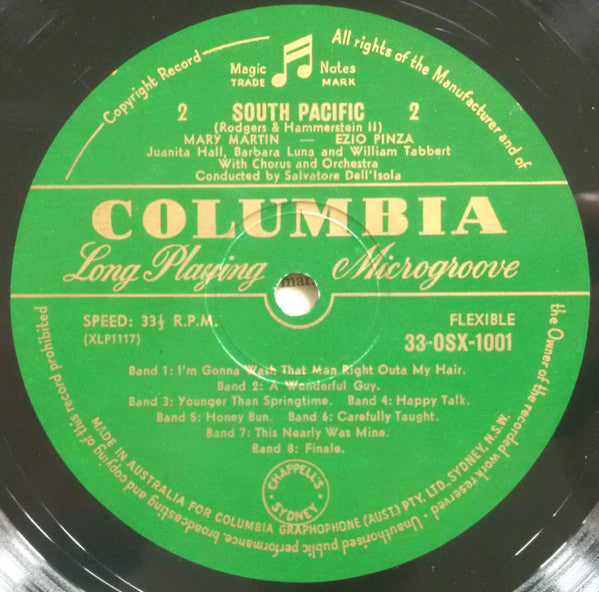 Magic Notes
TRADE MARK
2 SOUTH PACIFIC 2
(Rodgers & Hammerstein II)
MARY MARTIN — EZIO PINZA
Juanita Hall, Barbara Luna and William Tabbert
With Chorus and Orchestra
Conducted by Salvatore Dell'Isola
COLUMBIA
Long Playing Microgroove
SPEED: 33⅓ R.P.M.
(XLP1117)
FLEXIBLE
33-OSX-1001
Band 1: I'm Gonna Wash That Man Right Outa My Hair.
Band 2: A Wonderful Guy.
Band 3: Younger Than Springtime. Band 4: Happy Talk.
Band 5: Honey Bun. Band 6: Carefully Taught.
Band 7: This Nearly Was Mine.
Band 8: Finale.
CHAPPELL'S
SYDNEY
MADE IN AUSTRALIA FOR COLUMBIA GRAPHOPHONE (AUST.) PTY. LTD., SYDNEY, N.S.W.
Copyright Record All rights of the Manufacturer and of the Owner of the recorded work reserved - Unauthorised public performance, broadcasting and copying of this record prohibited